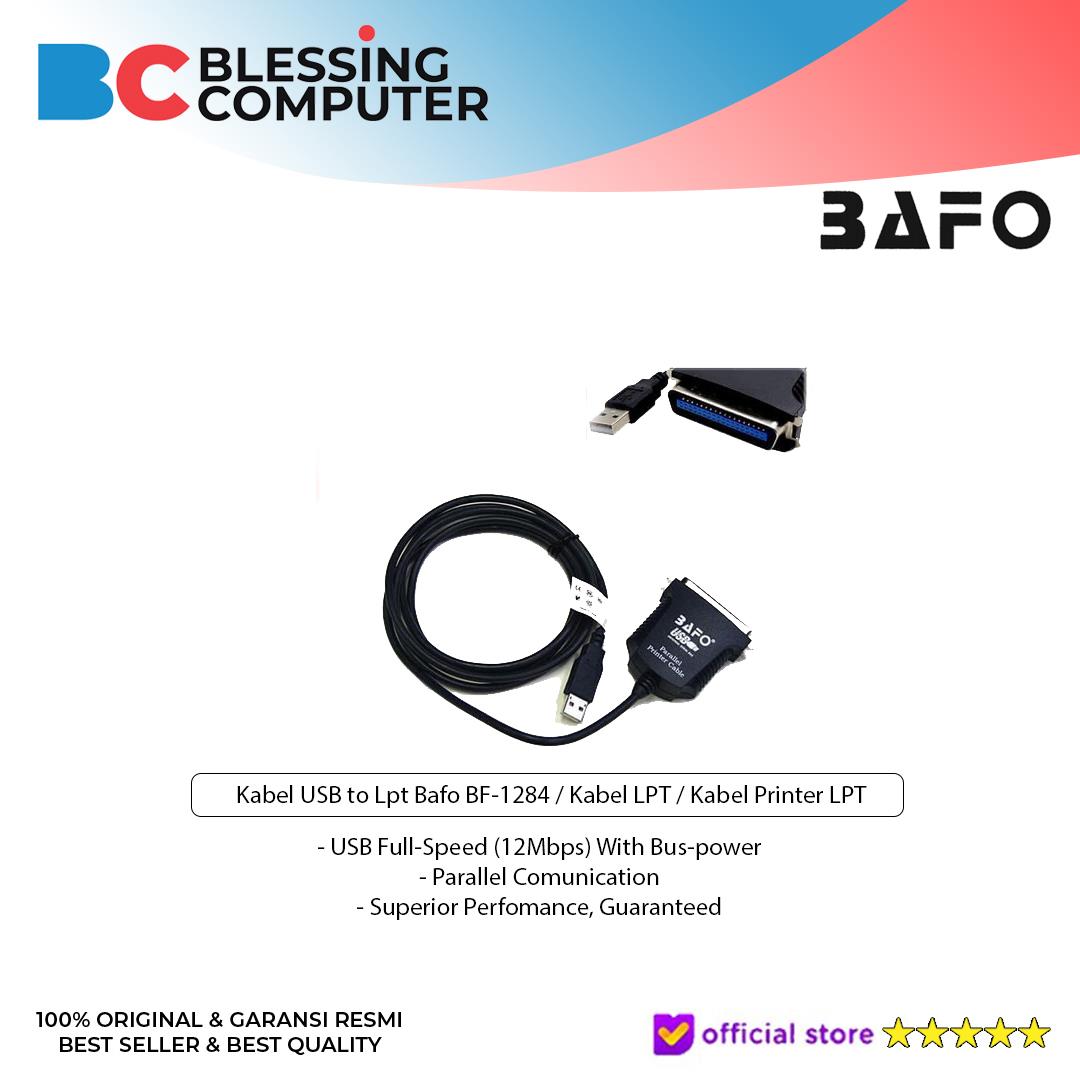 BC BLESSING
COMPUTER
BAFO
BAFO
USB
Parallel
Printer Cable
Kabel USB to Lpt Bafo BF-1284 / Kabel LPT / Kabel Printer LPT
- USB Full-Speed (12Mbps) With Bus-power
- Parallel Comunication
- Superior Perfomance, Guaranteed
100% ORIGINAL & GARANSI RESMI
BEST SELLER & BEST QUALITY
official store